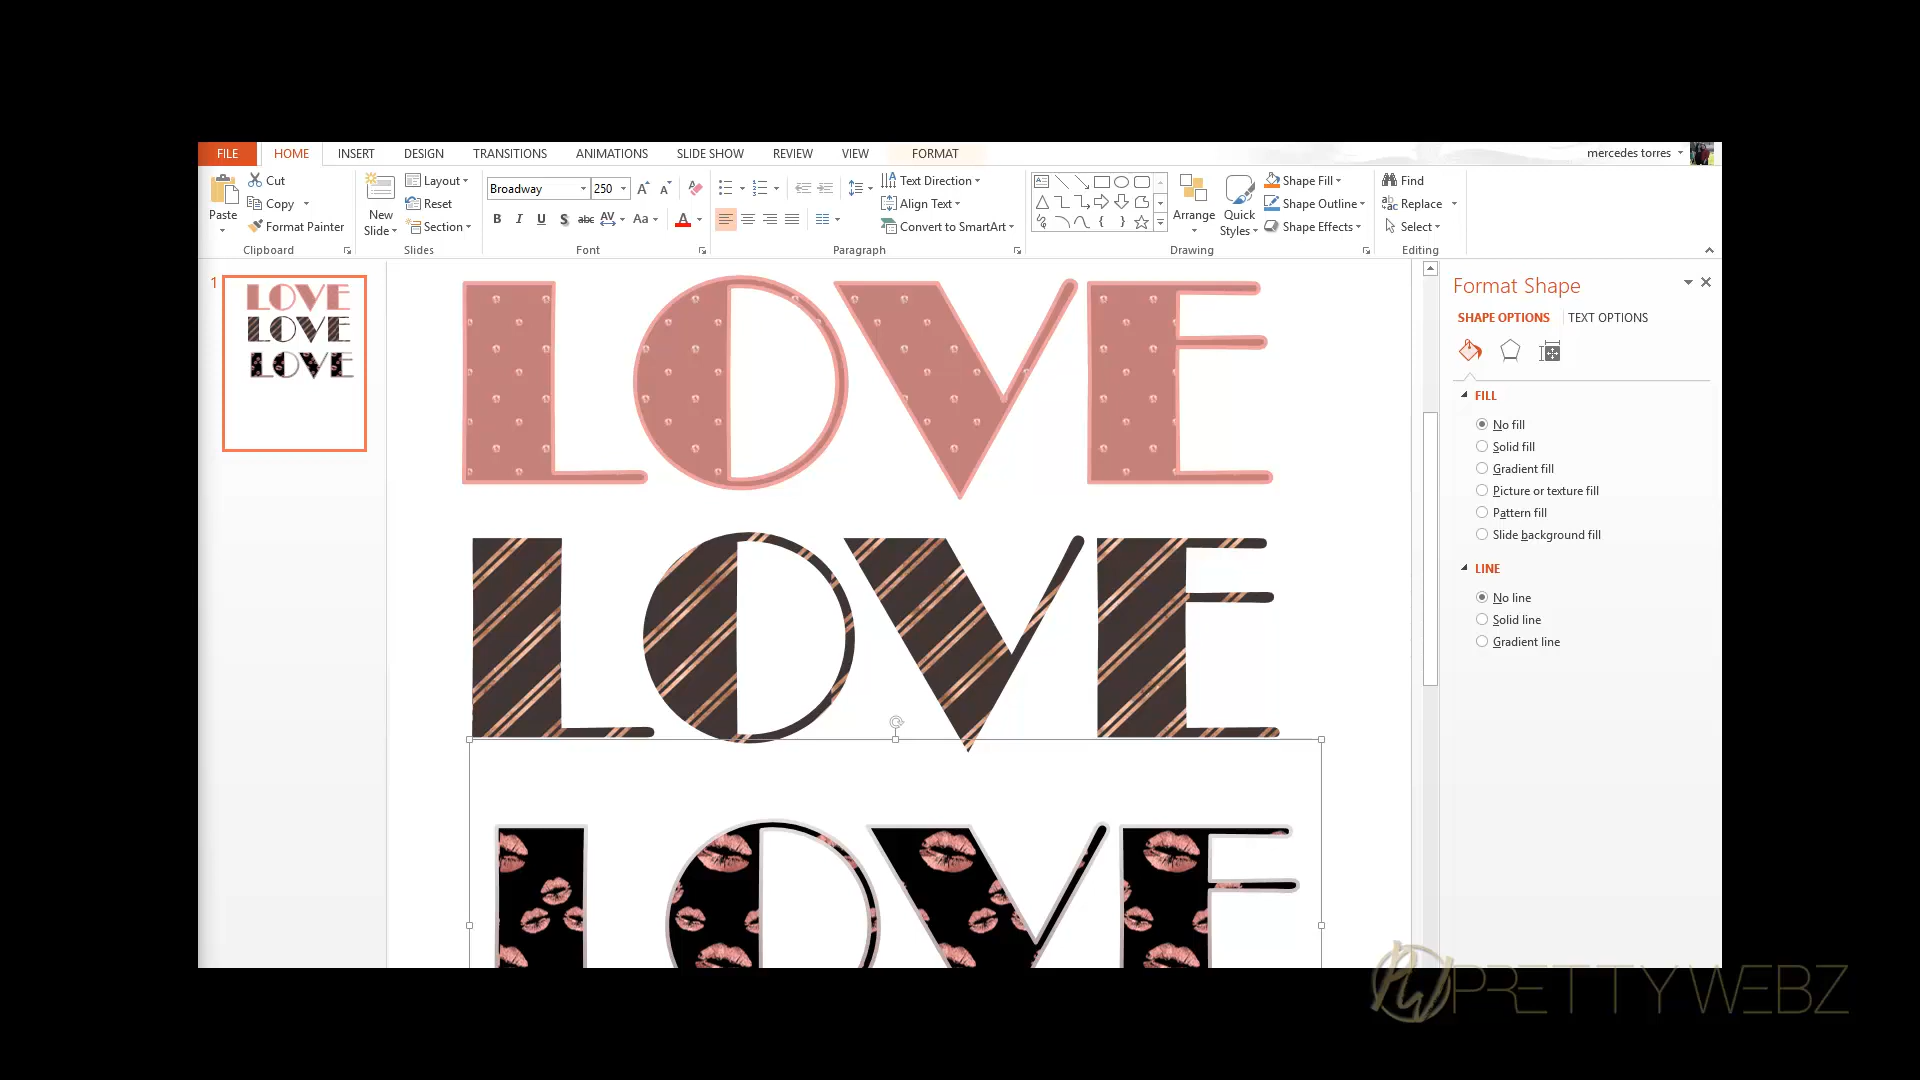 FILE HOME INSERT DESIGN TRANSITIONS ANIMATIONS SLIDE SHOW REVIEW VIEW FORMAT mercedes torres
Paste
Cut
Copy
Format Painter
Clipboard
New
Slide
Layout
Reset
Section
Slides
Broadway 250
B I U S abc AV Aa A
Font
Text Direction
Align Text
Convert to SmartArt
Paragraph
Arrange
Quick
Styles
Shape Fill
Shape Outline
Shape Effects
Drawing
Find
Replace
Select
Editing
1
LOVE
LOVE
LOVE
LOVE
LOVE
LOVE
Format Shape
SHAPE OPTIONS TEXT OPTIONS
FILL
No fill
Solid fill
Gradient fill
Picture or texture fill
Pattern fill
Slide background fill
LINE
No line
Solid line
Gradient line
PW PRETTYWEBZ